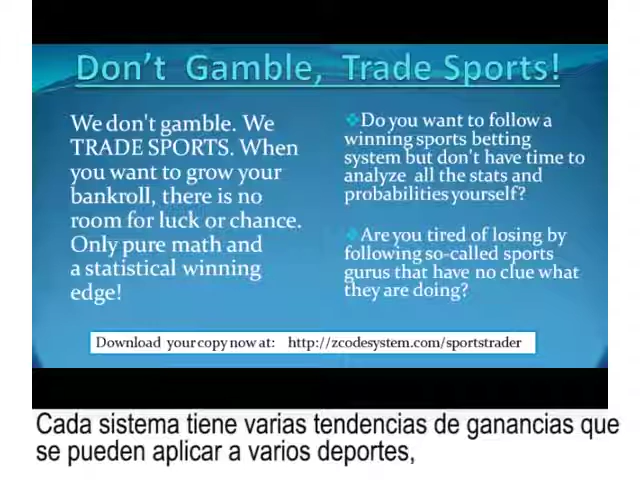 Don't Gamble, Trade Sports!
We don't gamble. We
TRADE SPORTS. When
you want to grow your
bankroll, there is no
room for luck or chance.
Only pure math and
a statistical winning
edge!
Do you want to follow a
winning sports betting
system but don't have time to
analyze all the stats and
probabilities yourself?
Are you tired of losing by
following so-called sports
gurus that have no clue what
they are doing?
Download your copy now at: http://zcodesystem.com/sportstrader
Cada sistema tiene varias tendencias de ganancias que
se pueden aplicar a varios deportes,